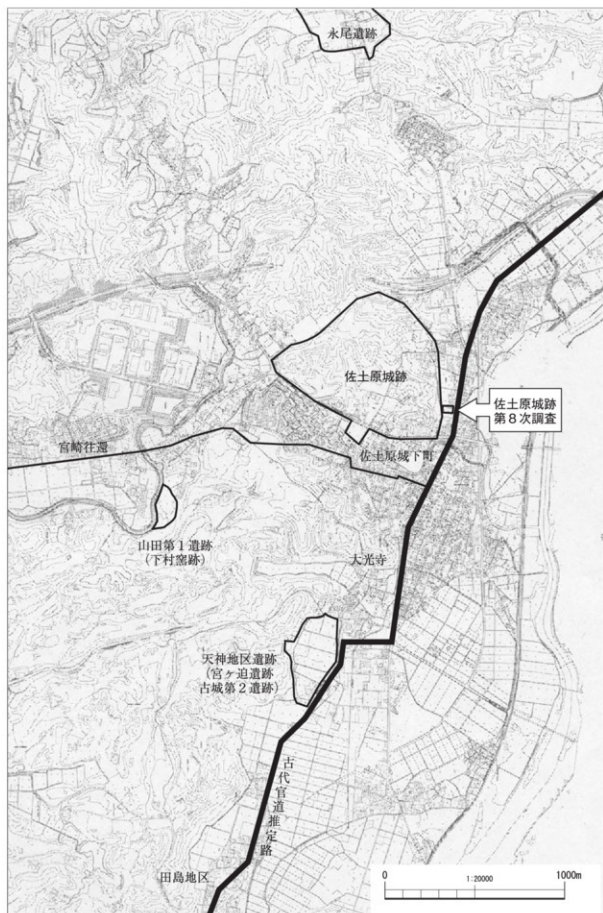 永尾遺跡
佐土原城跡
佐土原城跡
第8次調査
宮崎往還
佐土原城下町
山田第1遺跡
(下村窯跡)
大光寺
天神地区遺跡
(宮ヶ迫遺跡
古城第2遺跡)
古代官道推定路
田島地区
0
1:20000
1000m